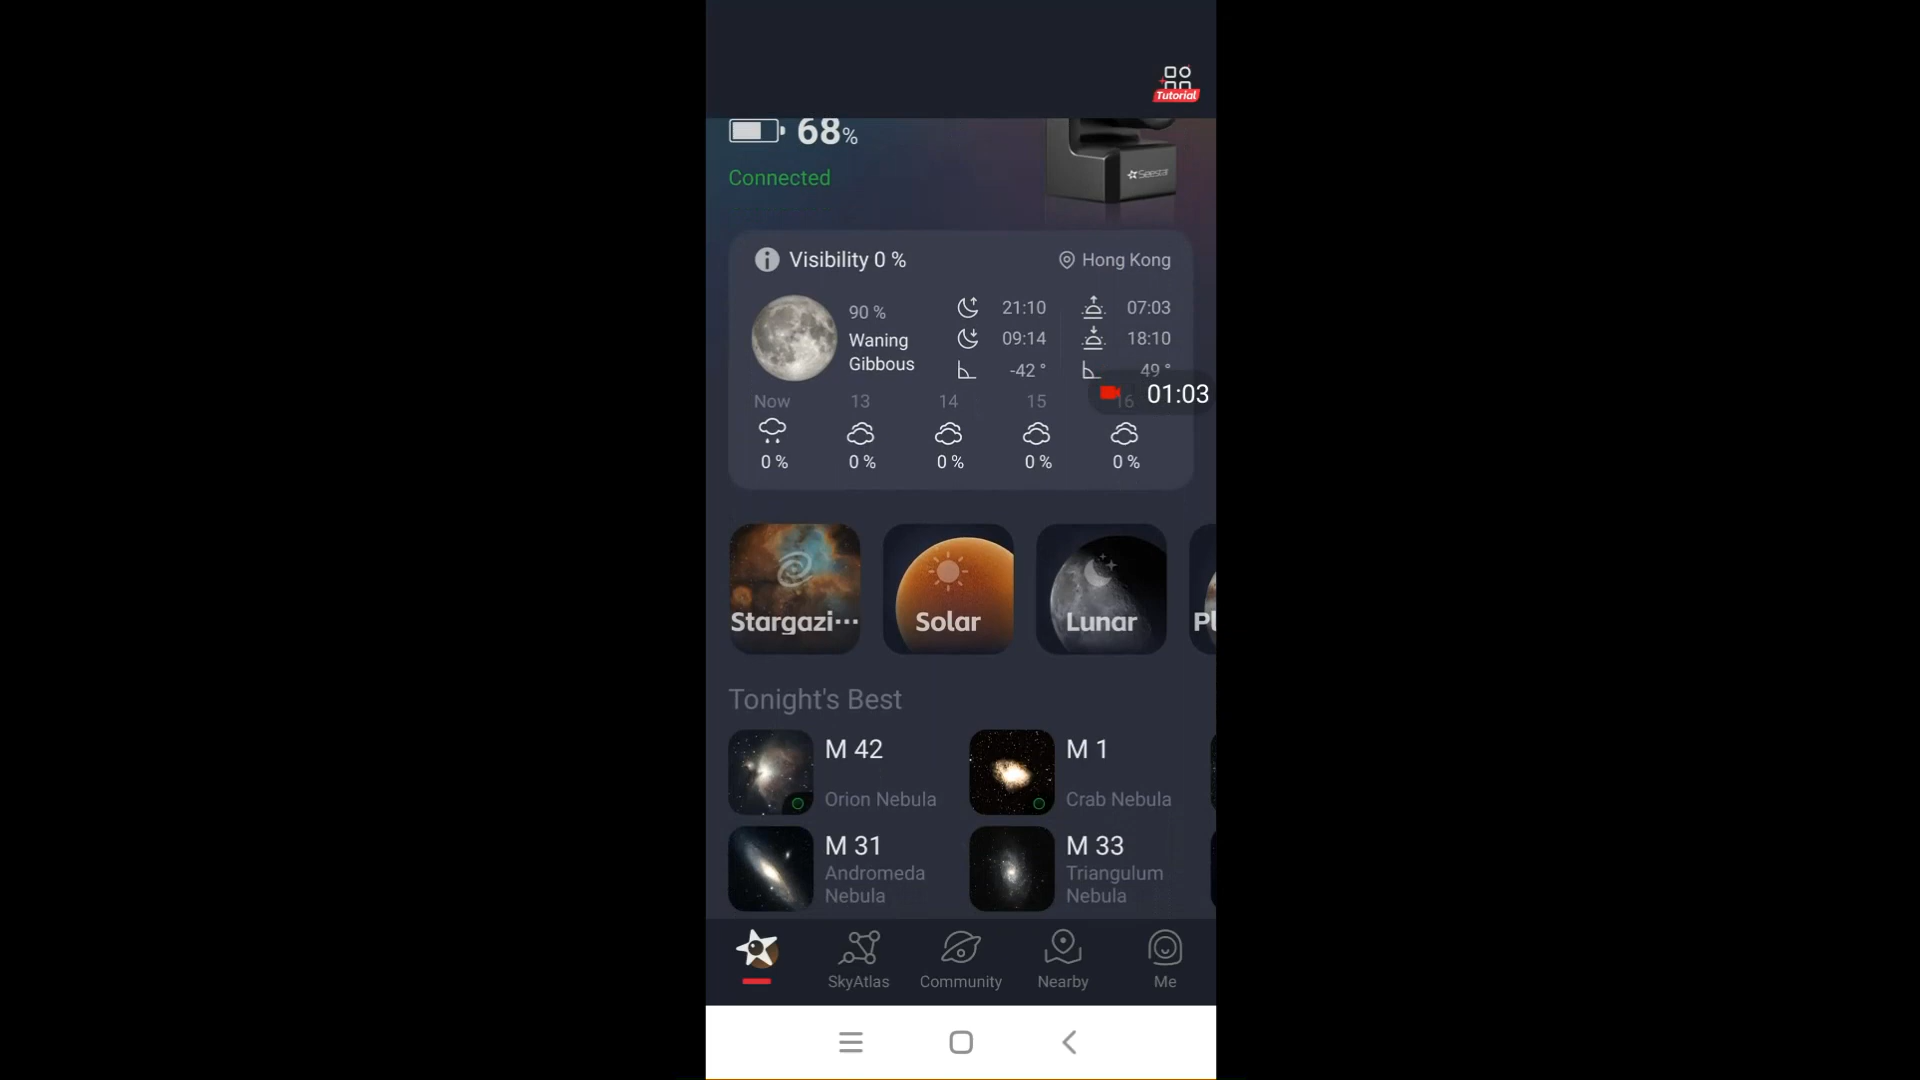 Tutorial
68%
Connected
Seestar
Visibility 0 %
Hong Kong
90 %
Waning
Gibbous
21:10
09:14
-42 °
07:03
18:10
49 °
01:03
Now 13 14 15 16
0 % 0 % 0 % 0 % 0 %
Stargazi···
Solar
Lunar
Pl
Tonight's Best
M 42
Orion Nebula
M 1
Crab Nebula
M 31
Andromeda
Nebula
M 33
Triangulum
Nebula
SkyAtlas
Community
Nearby
Me